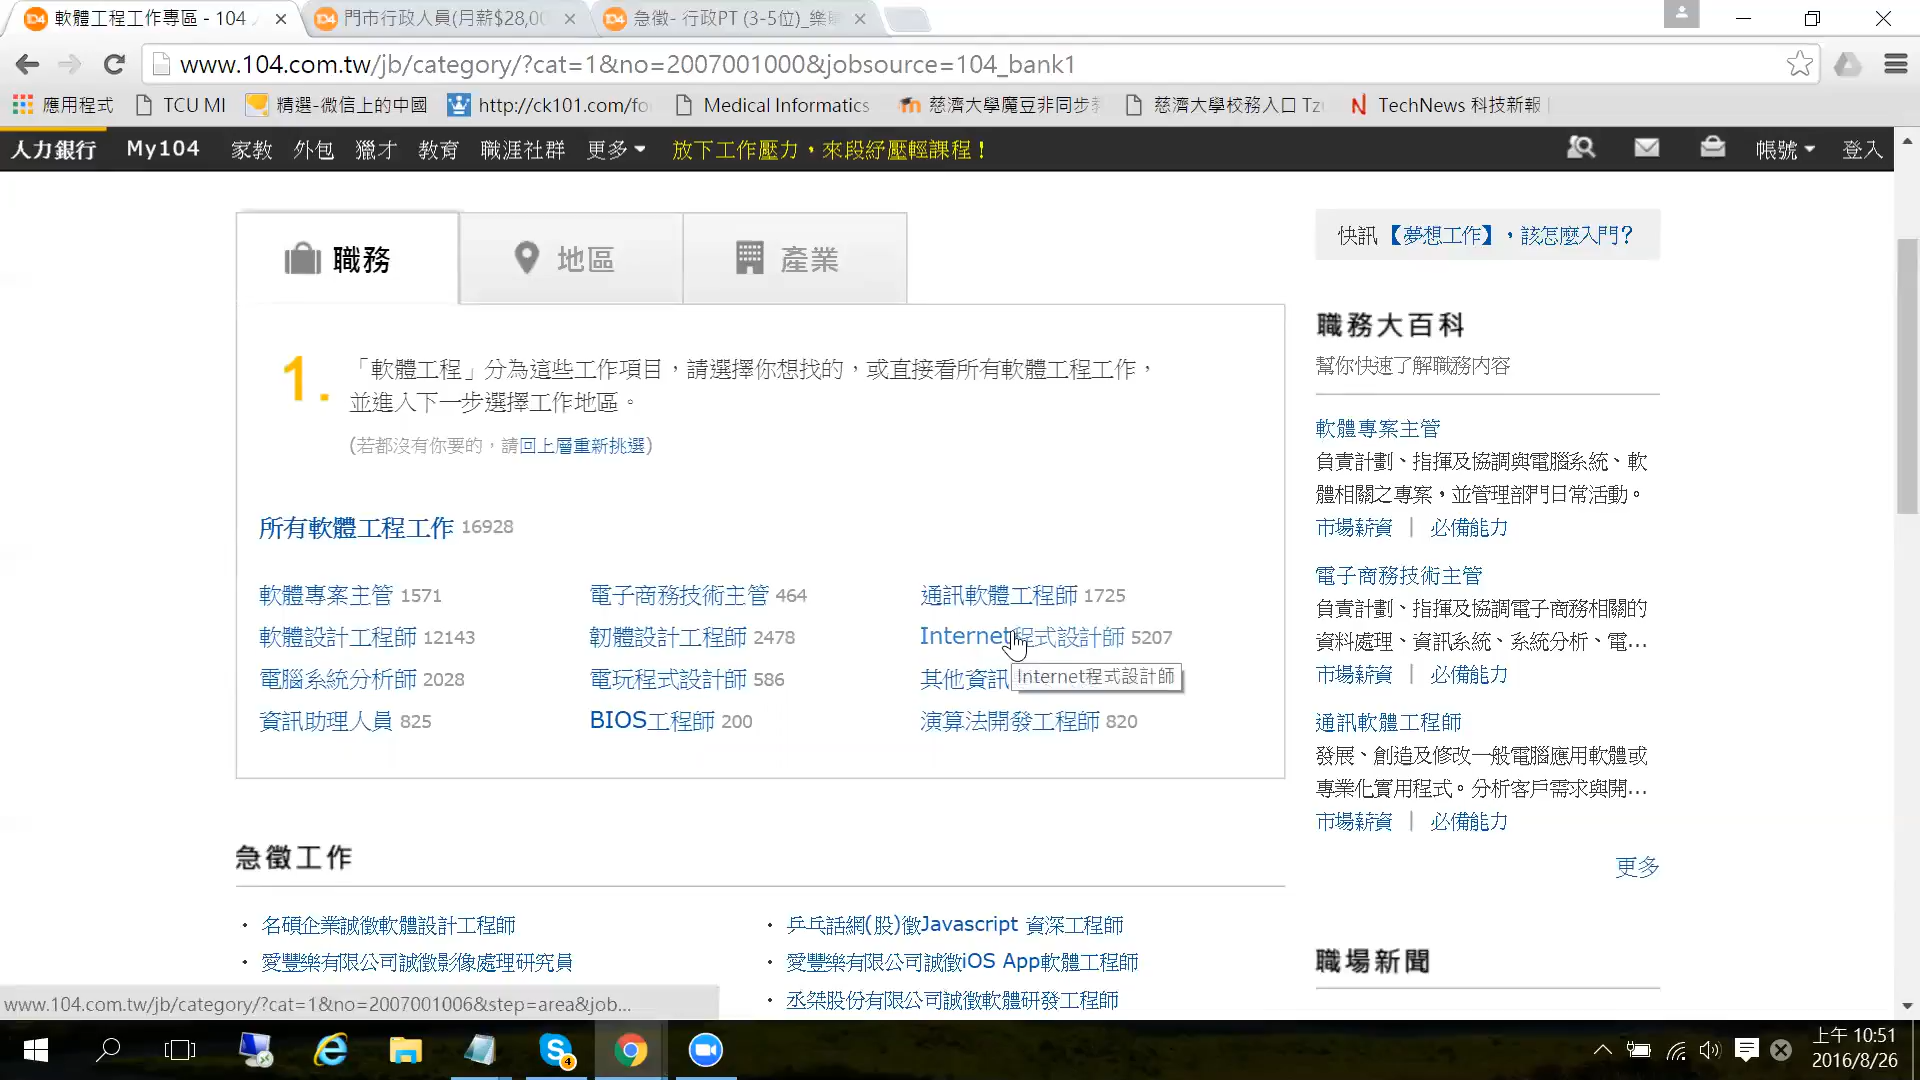 軟體工程工作專區 - 104
門市行政人員(月薪$28,00
急徵- 行政PT (3-5位)_樂
www.104.com.tw/jb/category/?cat=1&no=2007001000&jobsource=104_bank1
應用程式
TCU MI
精選-微信上的中國
http://ck101.com/fo
Medical Informatics
慈濟大學魔豆非同步
慈濟大學校務入口 Tz
TechNews 科技新報
人力銀行
My104
家教
外包
獵才
教育
職涯社群
更多
放下工作壓力，來段紓壓輕課程！
帳號
登入
職務
地區
產業
快訊【夢想工作】，該怎麼入門？
1.
「軟體工程」分為這些工作項目，請選擇你想找的，或直接看所有軟體工程工作，
並進入下一步選擇工作地區。
(若都沒有你要的，請回上層重新挑選)
所有軟體工程工作 16928
軟體專案主管 1571
電子商務技術主管 464
通訊軟體工程師 1725
軟體設計工程師 12143
韌體設計工程師 2478
Internet程式設計師 5207
電腦系統分析師 2028
電玩程式設計師 586
其他資訊
Internet程式設計師
資訊助理人員 825
BIOS工程師 200
演算法開發工程師 820
職務大百科
幫你快速了解職務內容
軟體專案主管
負責計劃、指揮及協調與電腦系統、軟
體相關之專案，並管理部門日常活動。
市場薪資 | 必備能力
電子商務技術主管
負責計劃、指揮及協調電子商務相關的
資料處理、資訊系統、系統分析、電...
市場薪資 | 必備能力
通訊軟體工程師
發展、創造及修改一般電腦應用軟體或
專業化實用程式。分析客戶需求與開...
市場薪資 | 必備能力
更多
急徵工作
・ 名碩企業誠徵軟體設計工程師
・ 乒乓話網(股)徵Javascript 資深工程師
・ 愛豐樂有限公司誠徵影像處理研究員
・ 愛豐樂有限公司誠徵iOS App軟體工程師
・ 丞桀股份有限公司誠徵軟體研發工程師
職場新聞
www.104.com.tw/jb/category/?cat=1&no=2007001006&step=area&job...
4
上午 10:51
2016/8/26